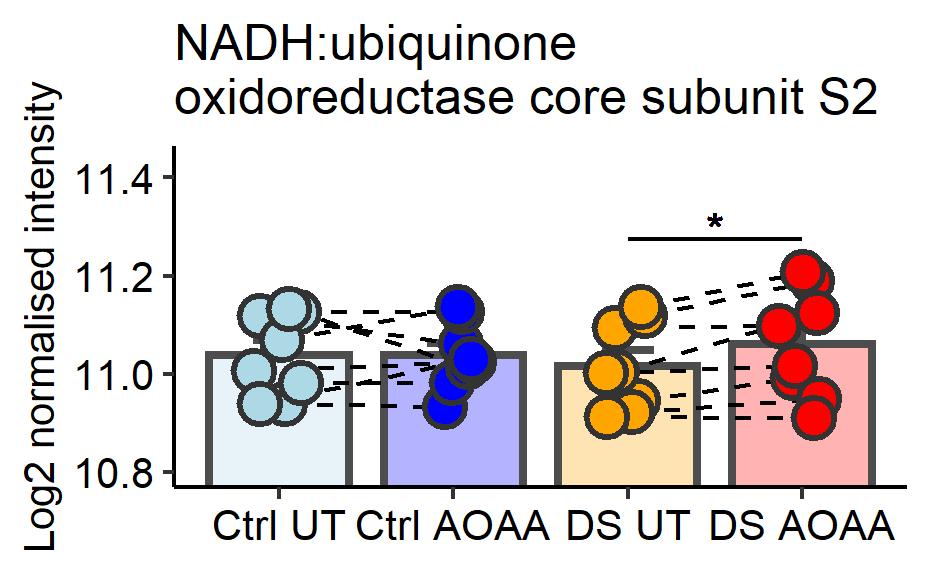 NADH:ubiquinone
oxidoreductase core subunit S2
Log2 normalised intensity
11.4
11.2
11.0
10.8
*
Ctrl UT Ctrl AOAA DS UT DS AOAA